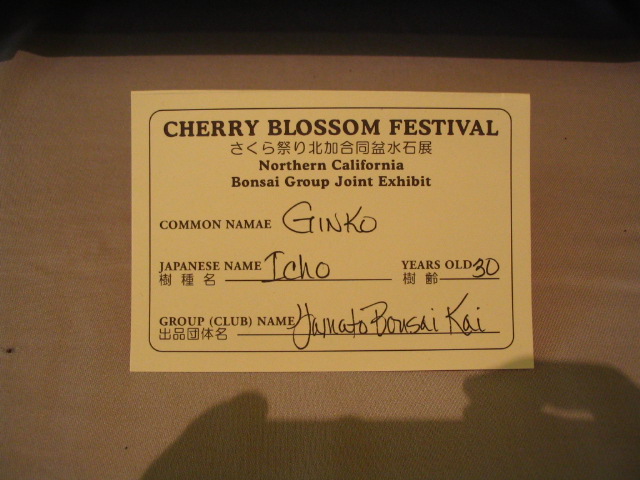 CHERRY BLOSSOM FESTIVAL
さくら祭り北加合同盆水石展
Northern California
Bonsai Group Joint Exhibit
COMMON NAMAE GINKO
JAPANESE NAME Icho YEARS OLD 30
樹種名 樹齢
GROUP (CLUB) NAME Yamato Bonsai Kai
出品団体名